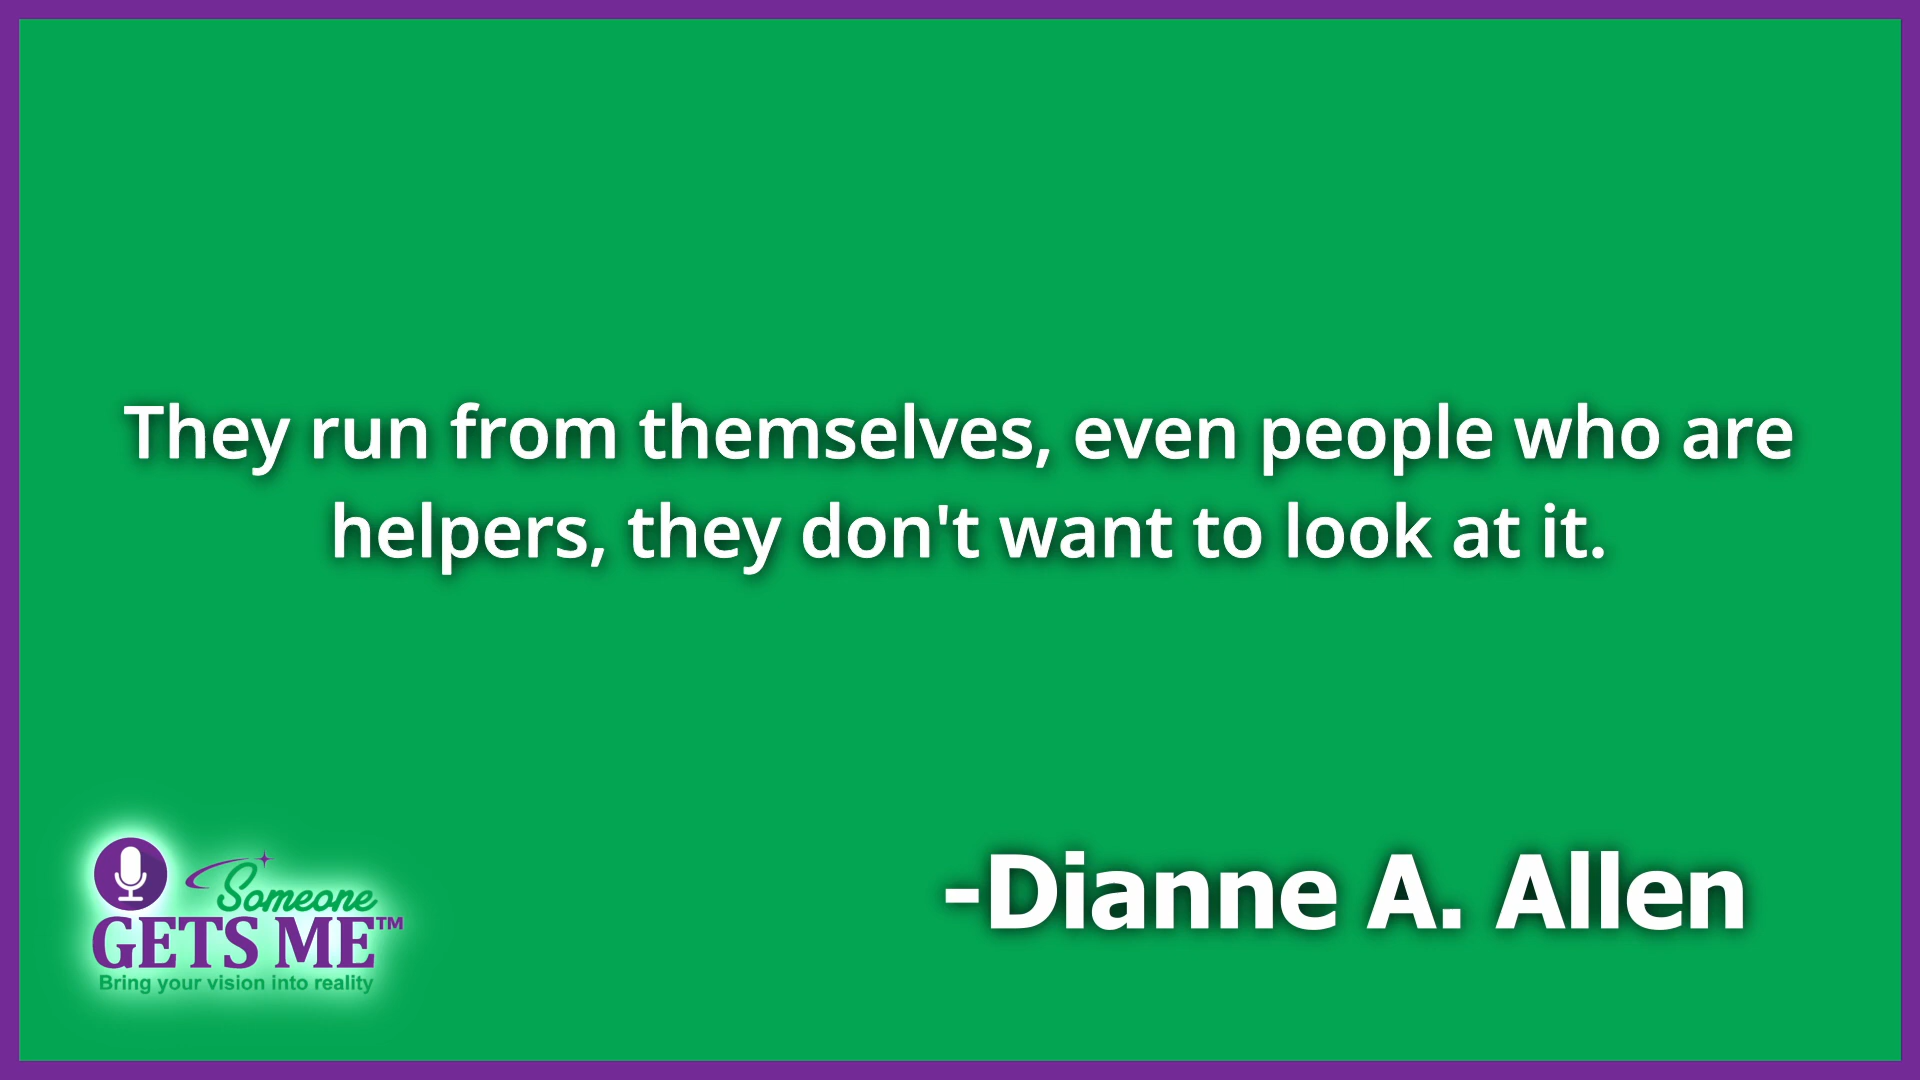 They run from themselves, even people who are
helpers, they don't want to look at it.
-Dianne A. Allen
Someone
GETS ME™
Bring your vision into reality